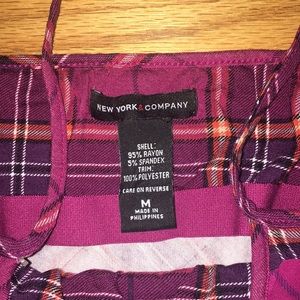 NEW YORK & COMPANY
SHELL:
95% RAYON
5% SPANDEX
TRIM:
100% POLYESTER
CARE ON REVERSE
M
MADE IN
PHILIPPINES